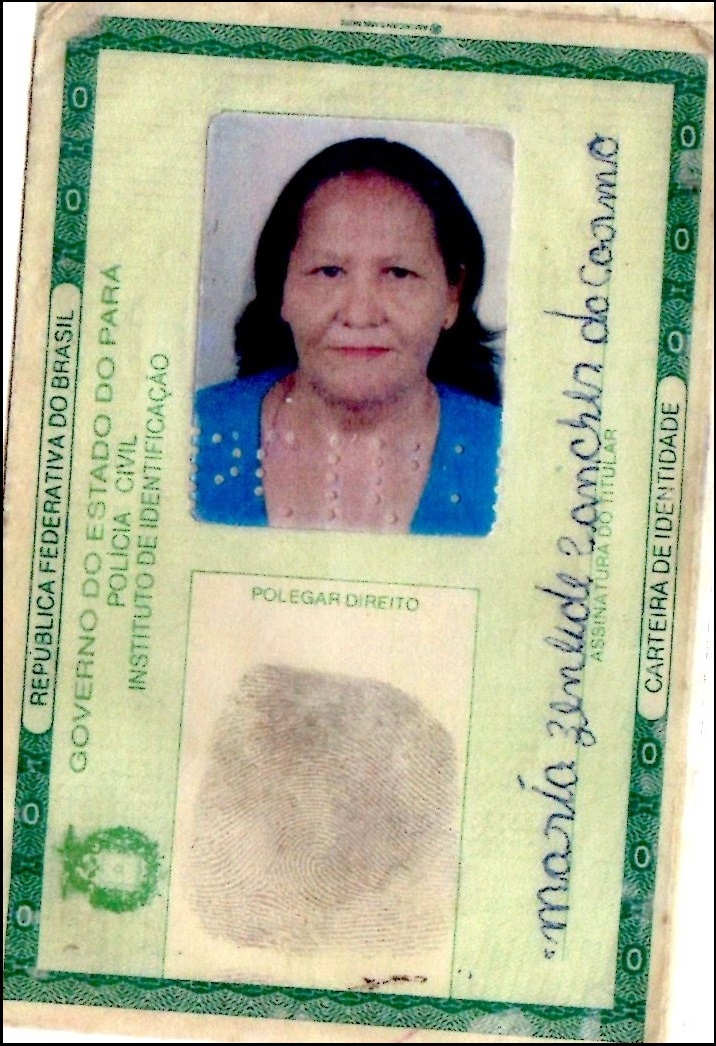 REPÚBLICA FEDERATIVA DO BRASIL
GOVERNO DO ESTADO DO PARÁ
POLÍCIA CIVIL
INSTITUTO DE IDENTIFICAÇÃO
POLEGAR DIREITO
maria zeneide do carmo
ASSINATURA DO TITULAR
CARTEIRA DE IDENTIDADE